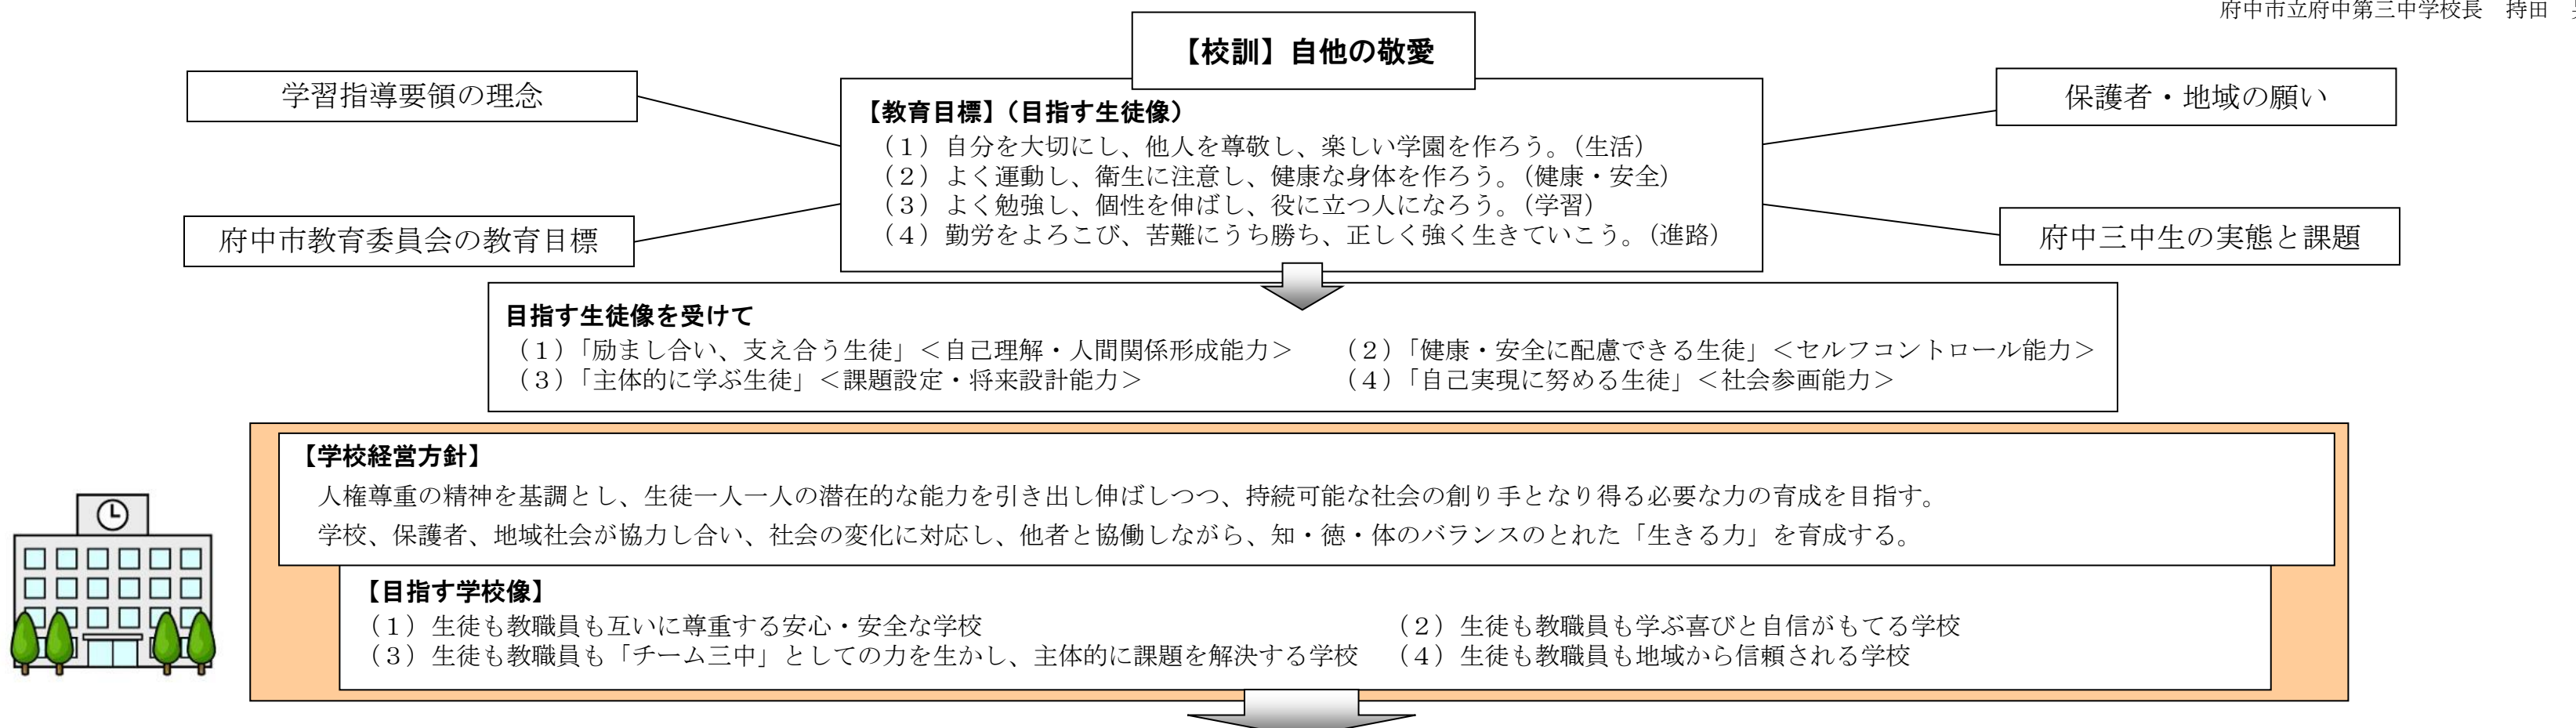 府中市立府中第三中学校長　持田
【校訓】自他の敬愛
学習指導要領の理念
保護者・地域の願い
【教育目標】（目指す生徒像）
（１）自分を大切にし、他人を尊敬し、楽しい学園を作ろう。（生活）
（２）よく運動し、衛生に注意し、健康な身体を作ろう。（健康・安全）
（３）よく勉強し、個性を伸ばし、役に立つ人になろう。（学習）
（４）勤労をよろこび、苦難にうち勝ち、正しく強く生きていこう。（進路）
府中市教育委員会の教育目標
府中三中生の実態と課題
目指す生徒像を受けて
（１）「励まし合い、支え合う生徒」＜自己理解・人間関係形成能力＞　（２）「健康・安全に配慮できる生徒」＜セルフコントロール能力＞
（３）「主体的に学ぶ生徒」＜課題設定・将来設計能力＞　（４）「自己実現に努める生徒」＜社会参画能力＞
【学校経営方針】
人権尊重の精神を基調とし、生徒一人一人の潜在的な能力を引き出し伸ばしつつ、持続可能な社会の創り手となり得る必要な力の育成を目指す。
学校、保護者、地域社会が協力し合い、社会の変化に対応し、他者と協働しながら、知・徳・体のバランスのとれた「生きる力」を育成する。
【目指す学校像】
（１）生徒も教職員も互いに尊重する安心・安全な学校　（２）生徒も教職員も学ぶ喜びと自信がもてる学校
（３）生徒も教職員も「チーム三中」としての力を生かし、主体的に課題を解決する学校　（４）生徒も教職員も地域から信頼される学校